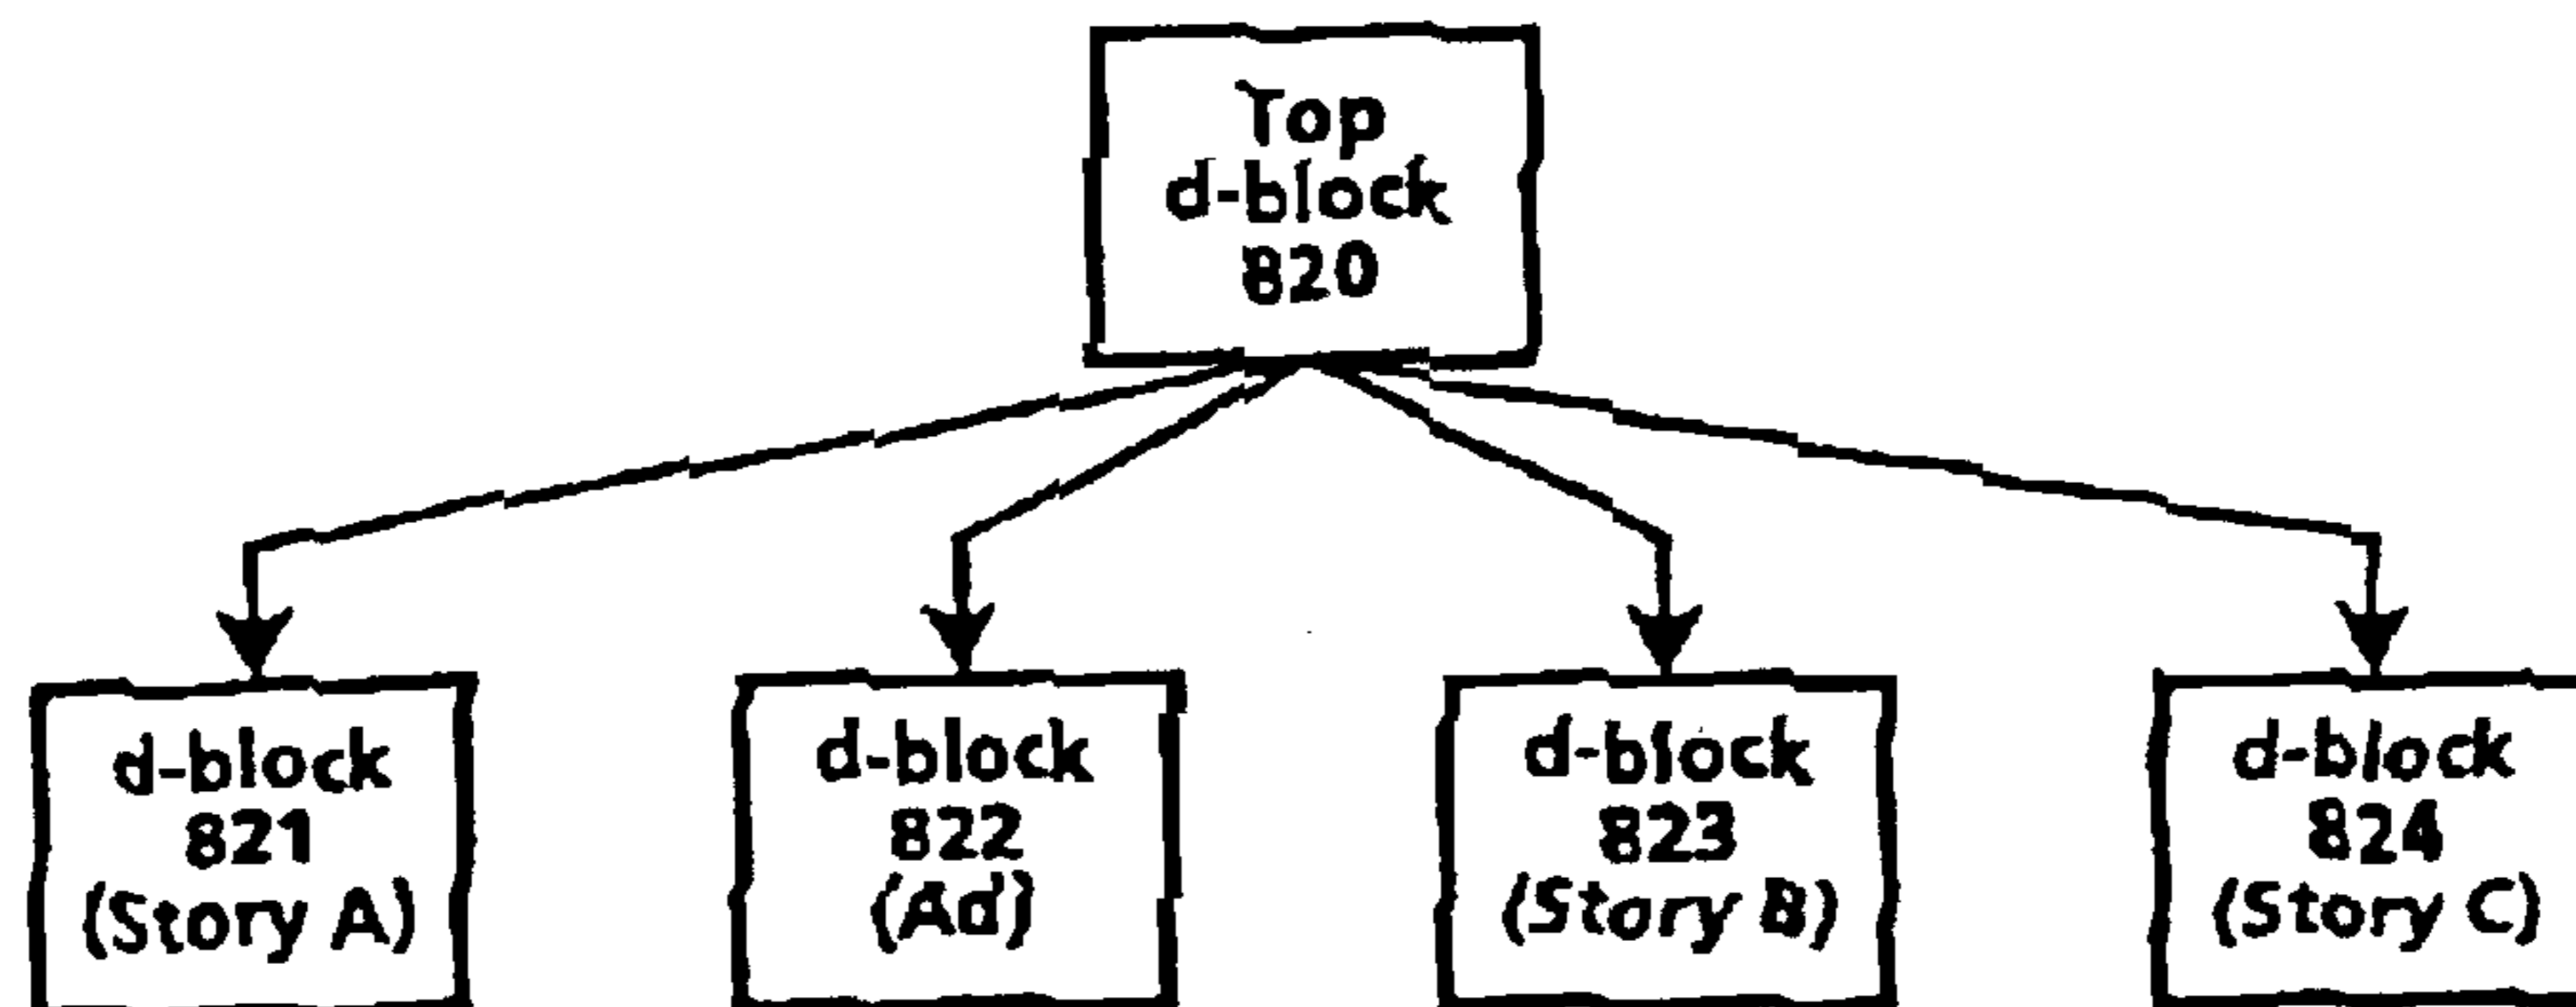 Top
d-block
820
d-block
821
(Story A)
d-block
822
(Ad)
d-block
823
(Story B)
d-block
824
(Story C)